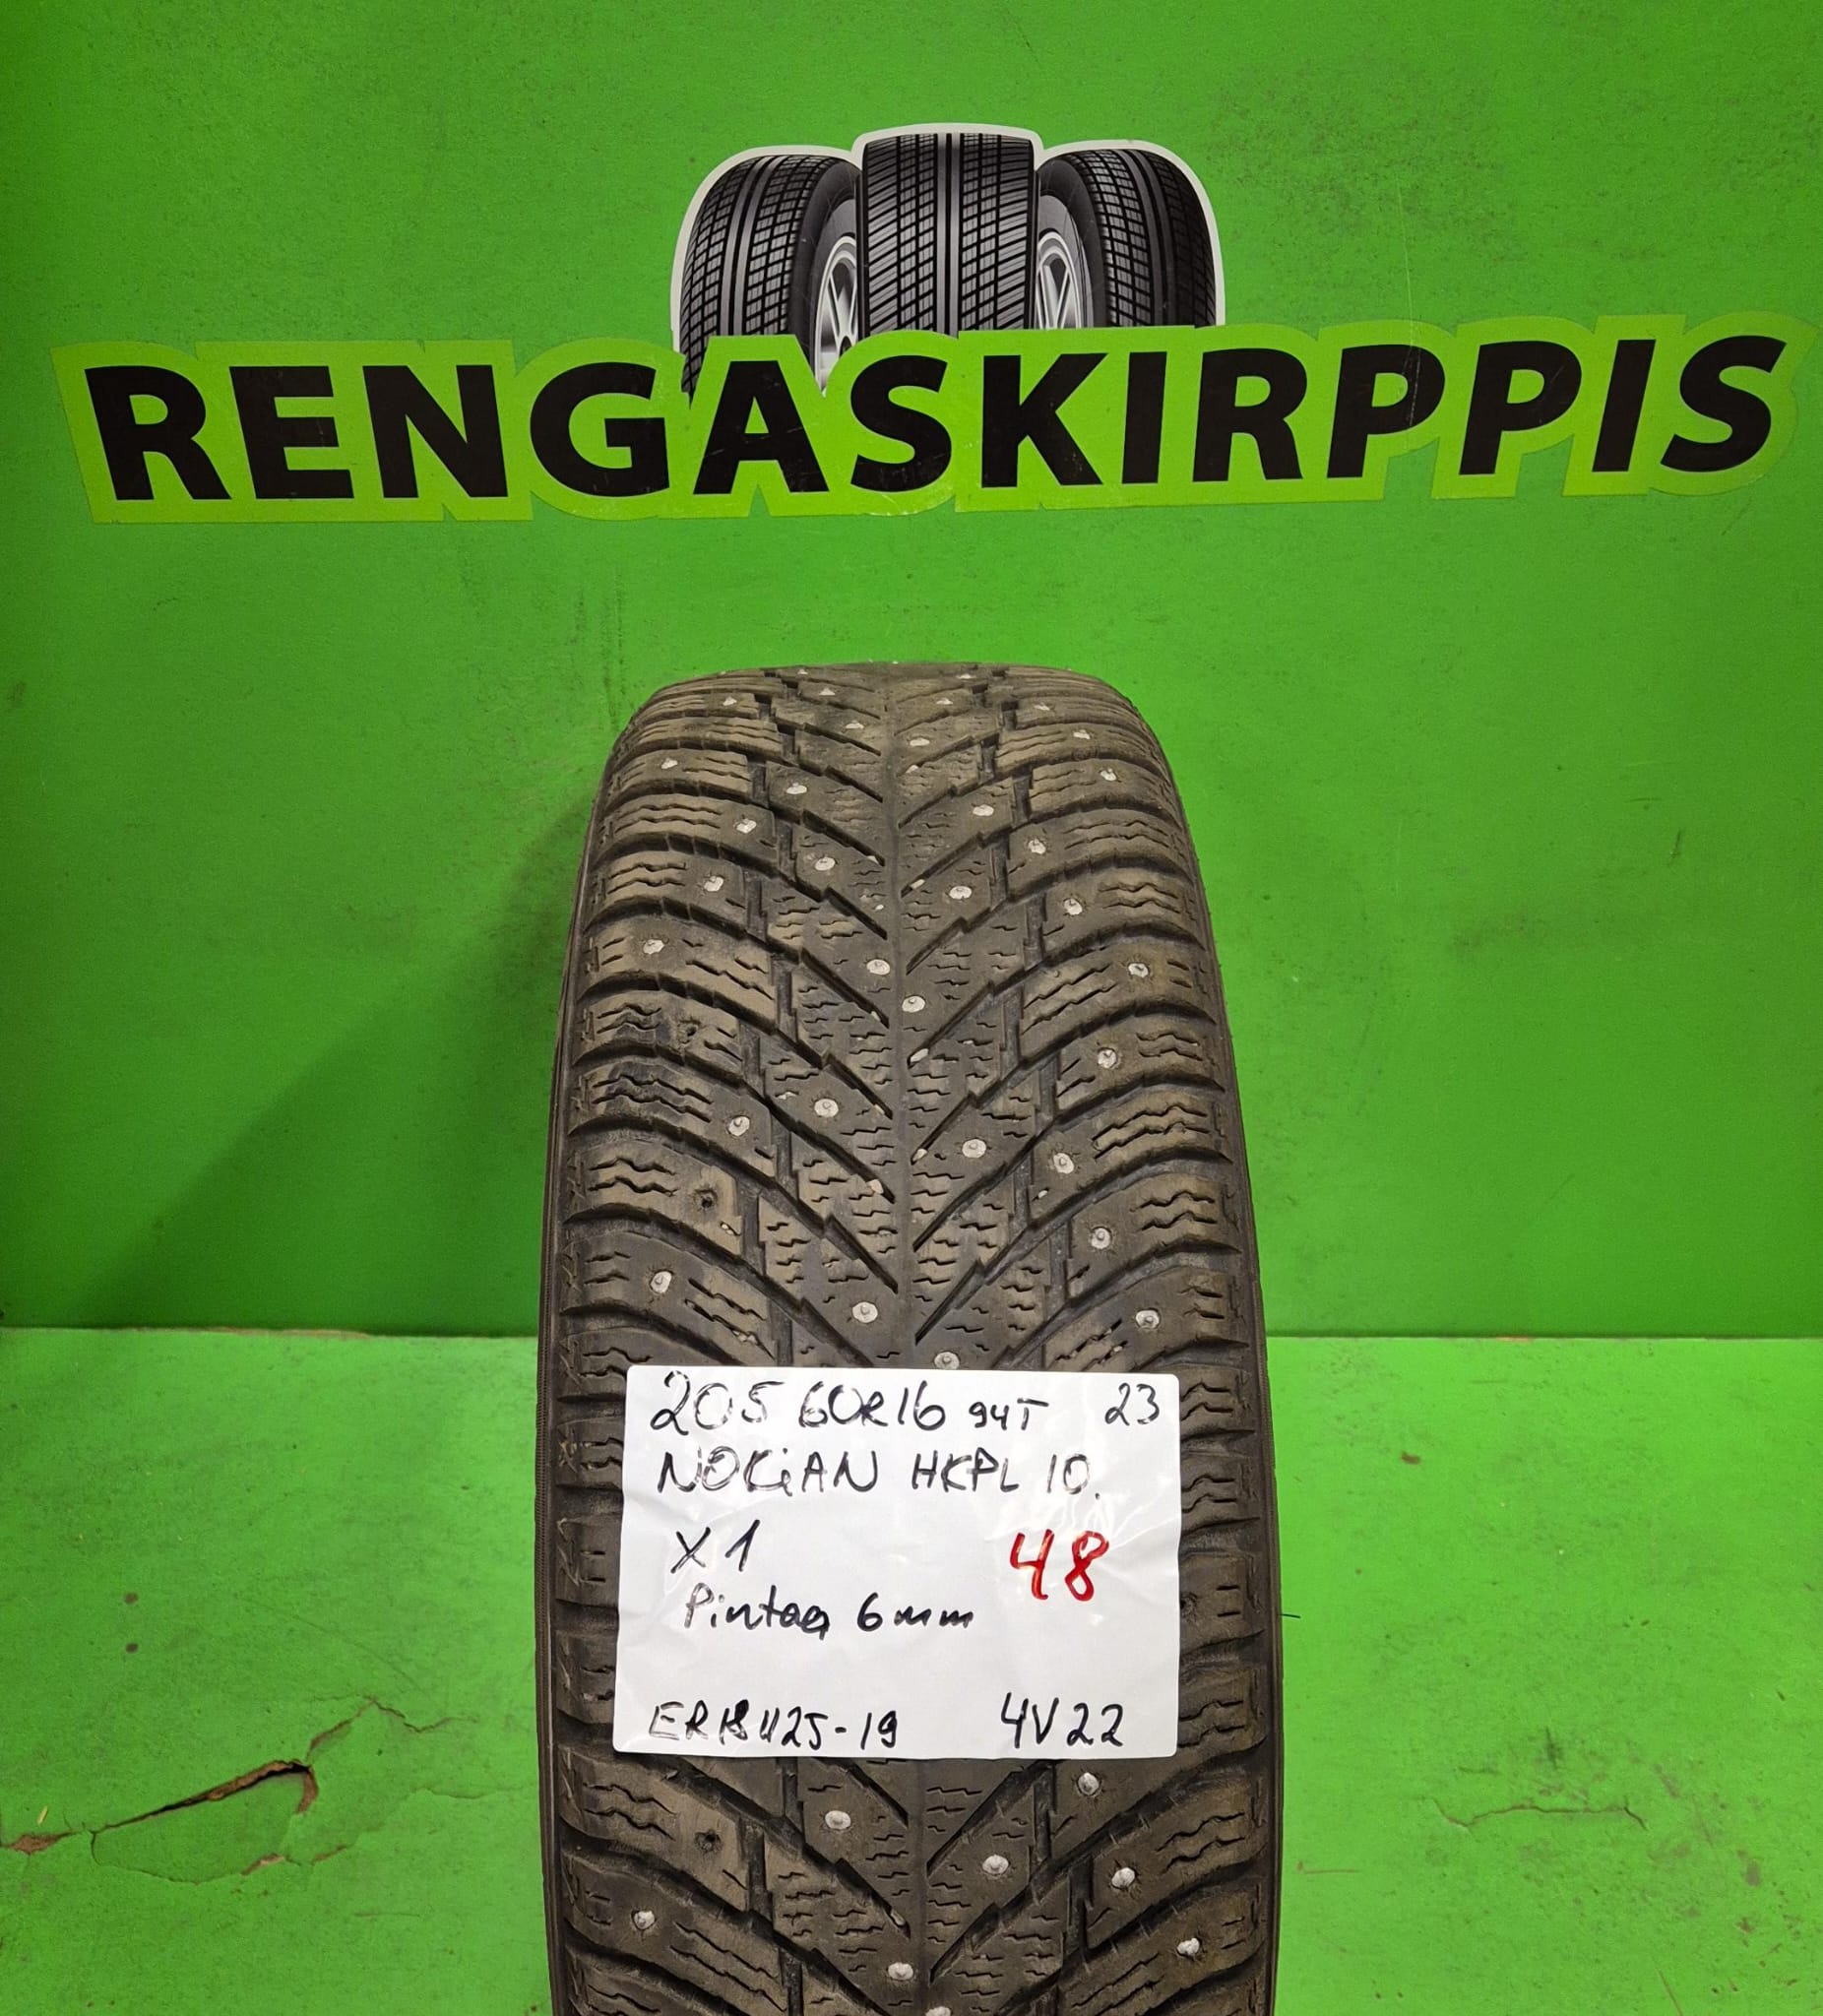 RENGASKIRPPIS
205 60R16 94T 23
NOKiAN HKPL 10.
X1 48
Pintaa 6mm
4V22